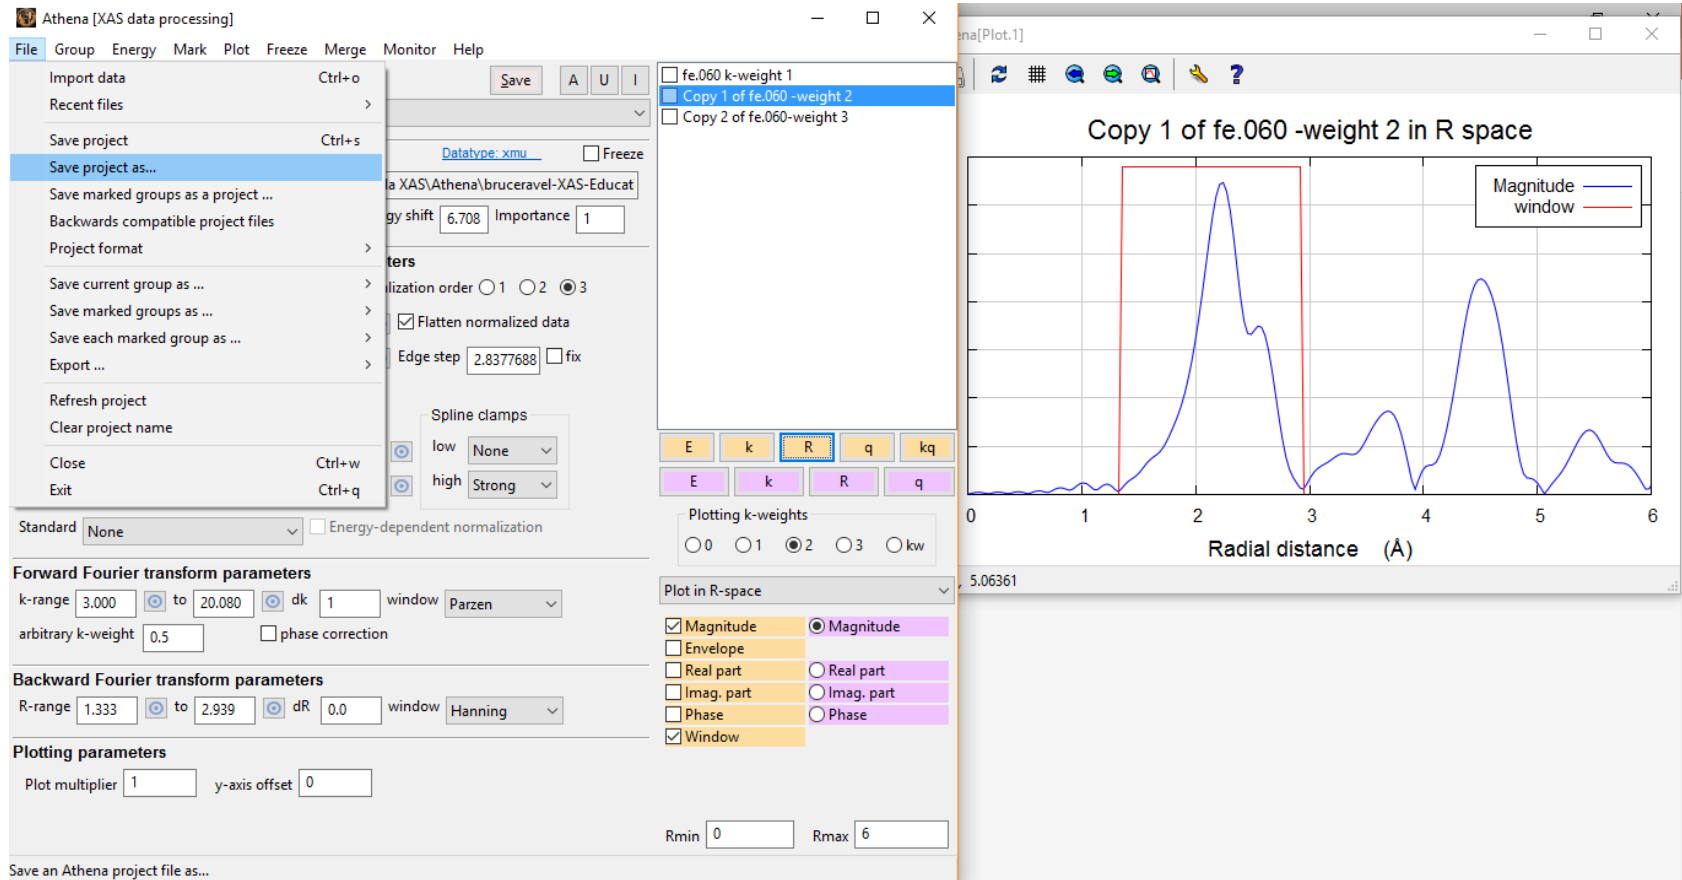 Athena [XAS data processing]
File Group Energy Mark Plot Freeze Merge Monitor Help
Import data Ctrl+o
Recent files
Save project Ctrl+s
Save project as...
Save marked groups as a project ...
Backwards compatible project files
Project format
Save current group as ...
Save marked groups as ...
Save each marked group as ...
Export ...
Refresh project
Clear project name
Close Ctrl+w
Exit Ctrl+q
Save A U I
Datatype: xmu Freeze
la XAS\Athena\bruceravel-XAS-Educat
gy shift 6.708 Importance 1
ters
lization order 1 2 3
Flatten normalized data
Edge step 2.8377688 fix
Spline clamps
low None
high Strong
Standard None Energy-dependent normalization
Forward Fourier transform parameters
k-range 3.000 to 20.080 dk 1 window Parzen
arbitrary k-weight 0.5 phase correction
Backward Fourier transform parameters
R-range 1.333 to 2.939 dR 0.0 window Hanning
Plotting parameters
Plot multiplier 1 y-axis offset 0
Save an Athena project file as...
fe.060 k-weight 1
Copy 1 of fe.060 -weight 2
Copy 2 of fe.060-weight 3
E k R q kq
E k R q
Plotting k-weights
0 1 2 3 kw
Plot in R-space
Magnitude Magnitude
Envelope
Real part Real part
Imag. part Imag. part
Phase Phase
Window
Rmin 0 Rmax 6
ena[Plot.1]
Copy 1 of fe.060 -weight 2 in R space
Magnitude
window
0 1 2 3 4 5 6
Radial distance (Å)
, 5.06361